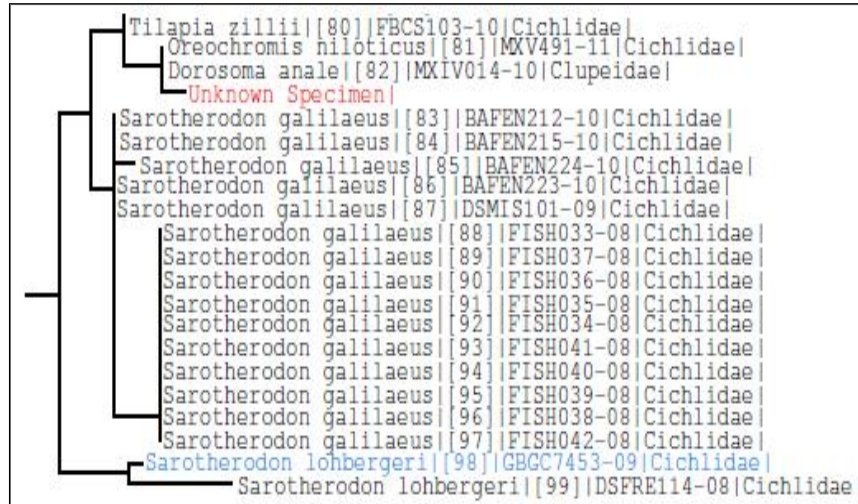 Tilapia zillii|[80]|FBCS103-10|Cichlidae|
Oreochromis niloticus|[81]|MXV491-11|Cichlidae|
Dorosoma anale|[82]|MXIV014-10|Clupeidae|
Unknown Specimen|
Sarotherodon galilaeus|[83]|BAFEN212-10|Cichlidae|
Sarotherodon galilaeus|[84]|BAFEN215-10|Cichlidae|
Sarotherodon galilaeus|[85]|BAFEN224-10|Cichlidae|
Sarotherodon galilaeus|[86]|BAFEN223-10|Cichlidae|
Sarotherodon galilaeus|[87]|DSMIS101-09|Cichlidae|
Sarotherodon galilaeus|[88]|FISH033-08|Cichlidae|
Sarotherodon galilaeus|[89]|FISH037-08|Cichlidae|
Sarotherodon galilaeus|[90]|FISH036-08|Cichlidae|
Sarotherodon galilaeus|[91]|FISH035-08|Cichlidae|
Sarotherodon galilaeus|[92]|FISH034-08|Cichlidae|
Sarotherodon galilaeus|[93]|FISH041-08|Cichlidae|
Sarotherodon galilaeus|[94]|FISH040-08|Cichlidae|
Sarotherodon galilaeus|[95]|FISH039-08|Cichlidae|
Sarotherodon galilaeus|[96]|FISH038-08|Cichlidae|
Sarotherodon galilaeus|[97]|FISH042-08|Cichlidae|
Sarotherodon lohbergeri|[98]|GBGC7453-09|Cichlidae|
Sarotherodon lohbergeri|[99]|DSFRE114-08|Cichlidae